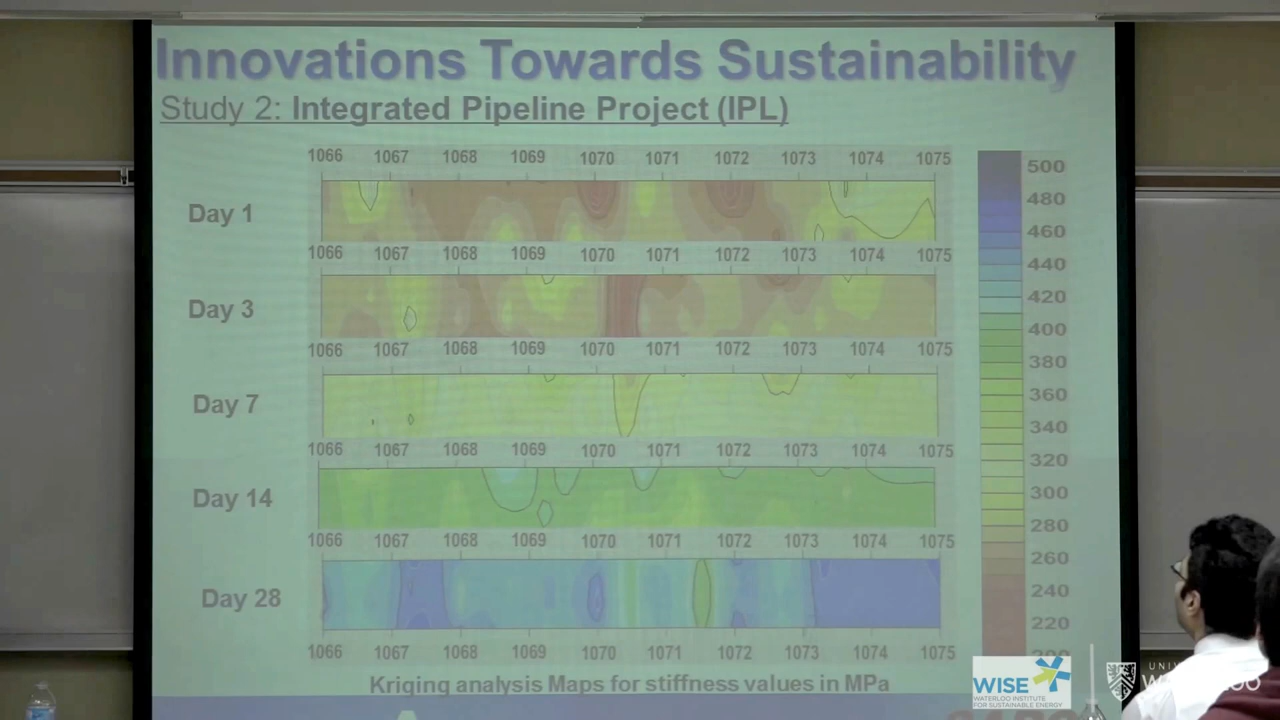 Innovations Towards Sustainability
Study 2: Integrated Pipeline Project (IPL)
1066 1067 1068 1069 1070 1071 1072 1073 1074 1075
Day 1
1066 1067 1068 1069 1070 1071 1072 1073 1074 1075
Day 3
1066 1067 1068 1069 1070 1071 1072 1073 1074 1075
Day 7
1066 1067 1068 1069 1070 1071 1072 1073 1074 1075
Day 14
1066 1067 1068 1069 1070 1071 1072 1073 1074 1075
Day 28
1066 1067 1068 1069 1070 1071 1072 1073 1074 1075
500
480
460
440
420
400
380
360
340
320
300
280
260
240
220
200
Kriging analysis Maps for stiffness values in MPa
WISE
WATERLOO INSTITUTE
FOR SUSTAINABLE ENERGY